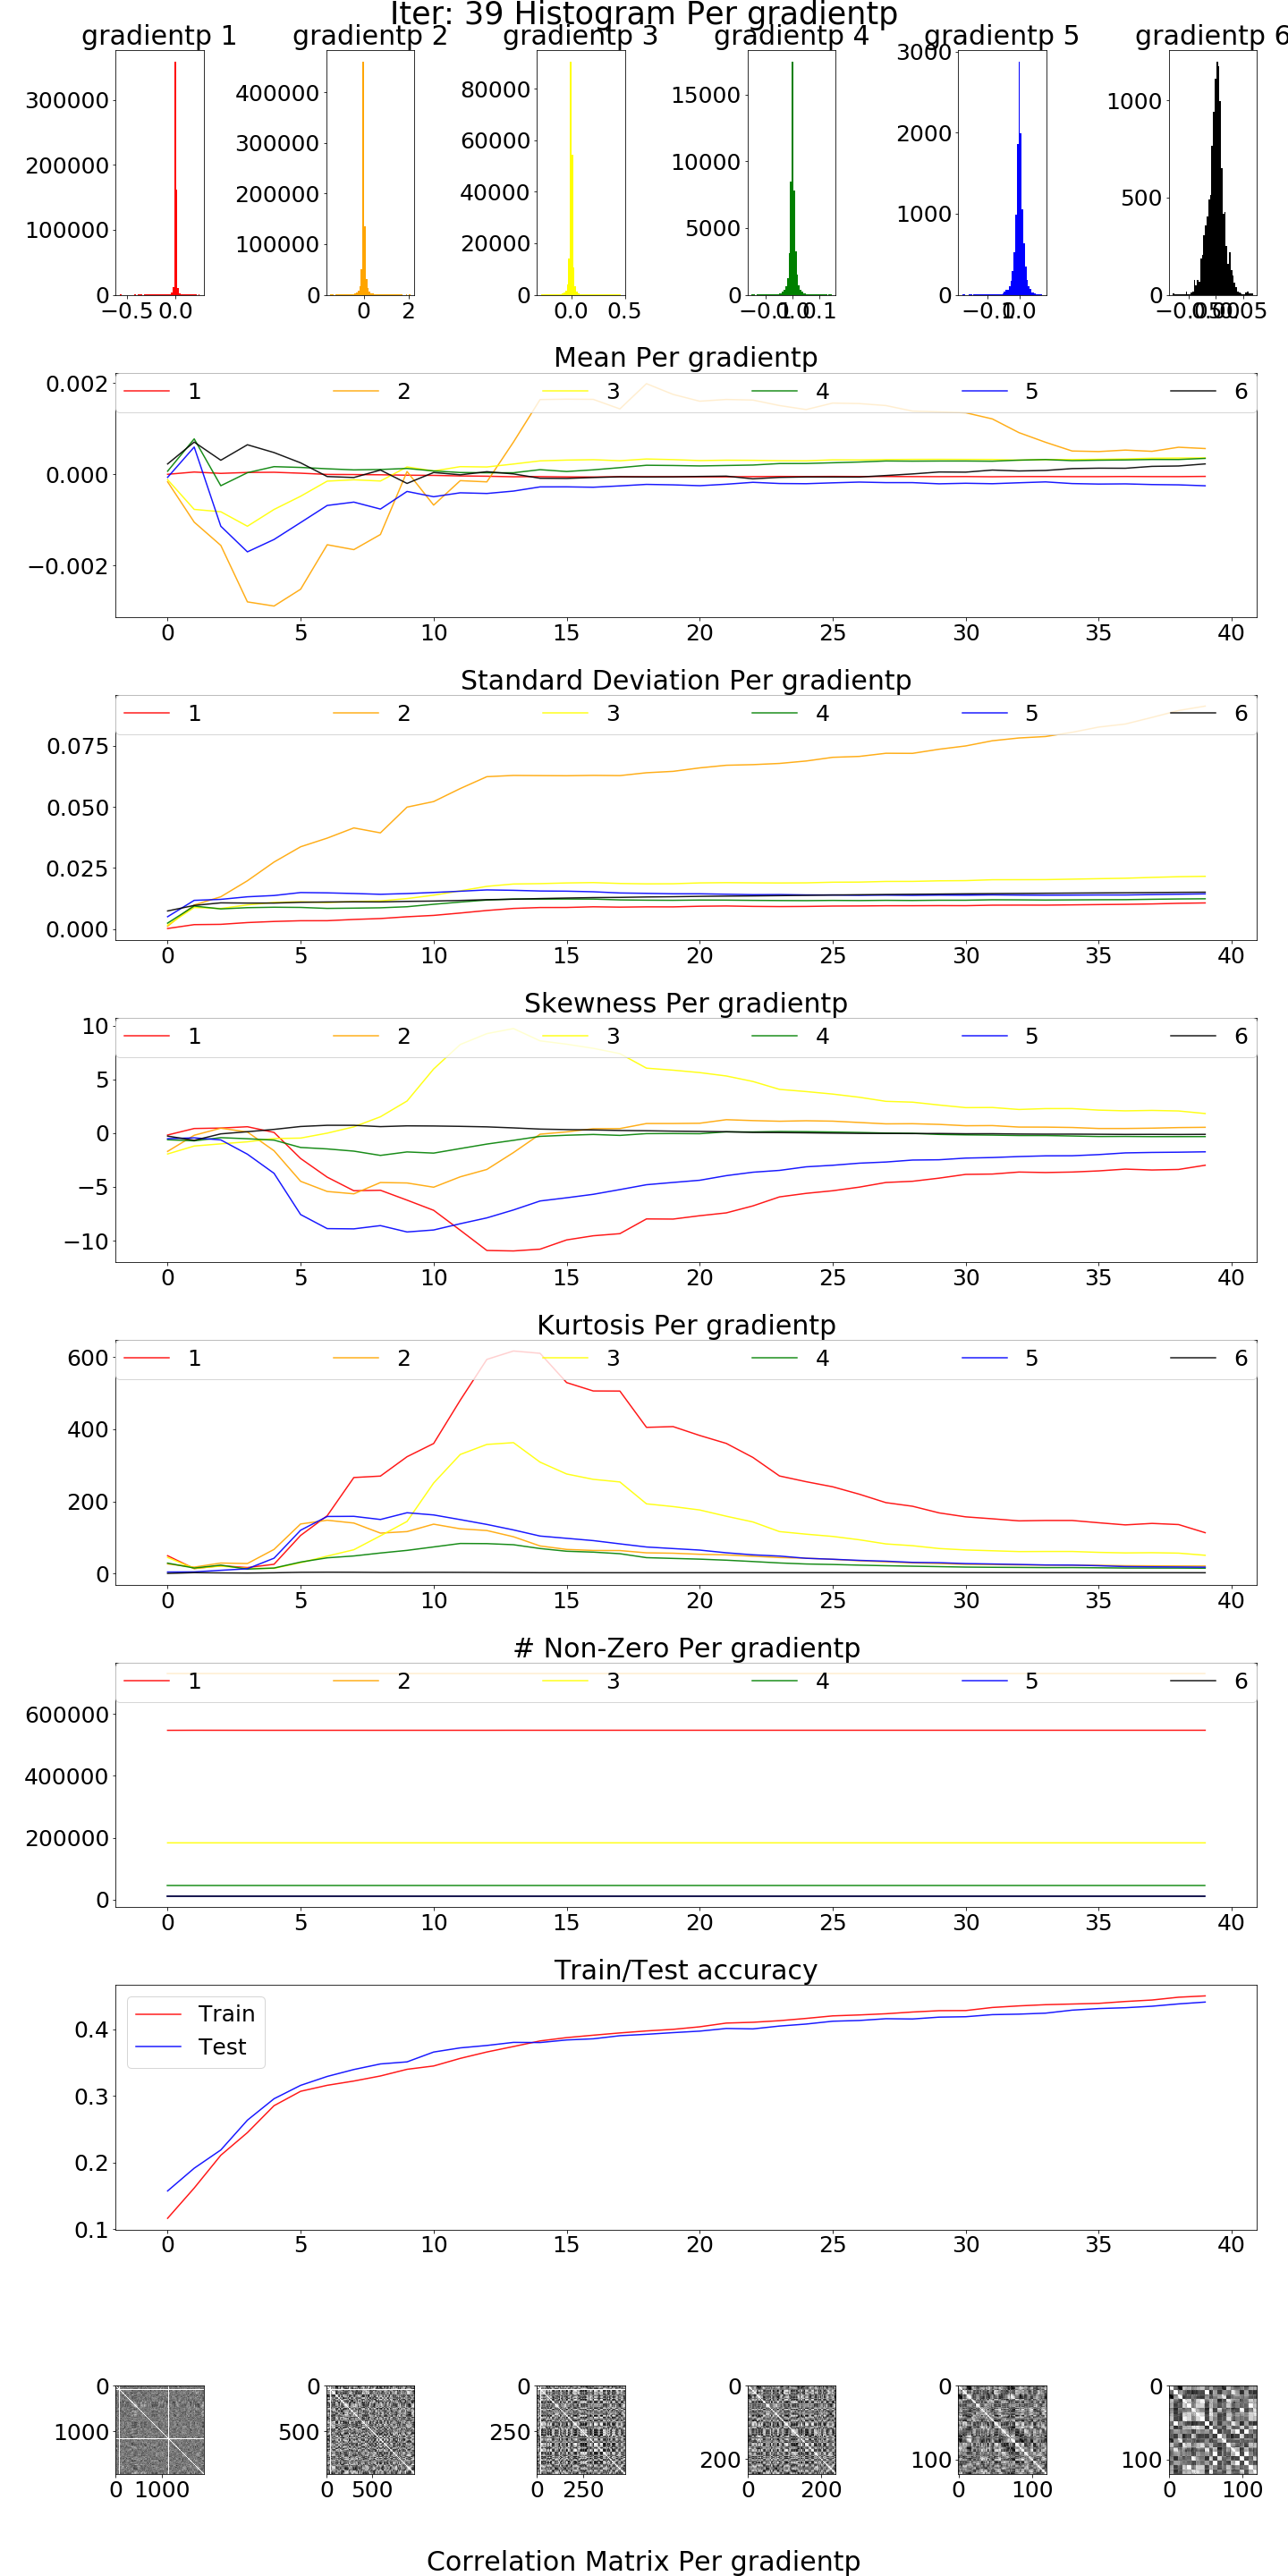 Iter: 39 Histogram Per gradientp
gradientp 1 gradientp 2 gradientp 3 gradientp 4 gradientp 5 gradientp 6
300000
200000
100000
0
−0.5 0.0
400000
300000
200000
100000
0
0 2
80000
60000
40000
20000
0
0.0 0.5
15000
10000
5000
0
−0.1 0.0 0.1
3000
2000
1000
0
−0.1 0.0
1000
500
0
−0.05 0.00 0.05
Mean Per gradientp
1 2 3 4 5 6
0.002
0.000
−0.002
0 5 10 15 20 25 30 35 40
Standard Deviation Per gradientp
1 2 3 4 5 6
0.075
0.050
0.025
0.000
0 5 10 15 20 25 30 35 40
Skewness Per gradientp
1 2 3 4 5 6
10
5
0
−5
−10
0 5 10 15 20 25 30 35 40
Kurtosis Per gradientp
1 2 3 4 5 6
600
400
200
0
0 5 10 15 20 25 30 35 40
# Non-Zero Per gradientp
1 2 3 4 5 6
600000
400000
200000
0
0 5 10 15 20 25 30 35 40
Train/Test accuracy
Train
Test
0.4
0.3
0.2
0.1
0 5 10 15 20 25 30 35 40
0
1000
0 1000
0
500
0 500
0
250
0 250
0
200
0 200
0
100
0 100
0
100
0 100
Correlation Matrix Per gradientp